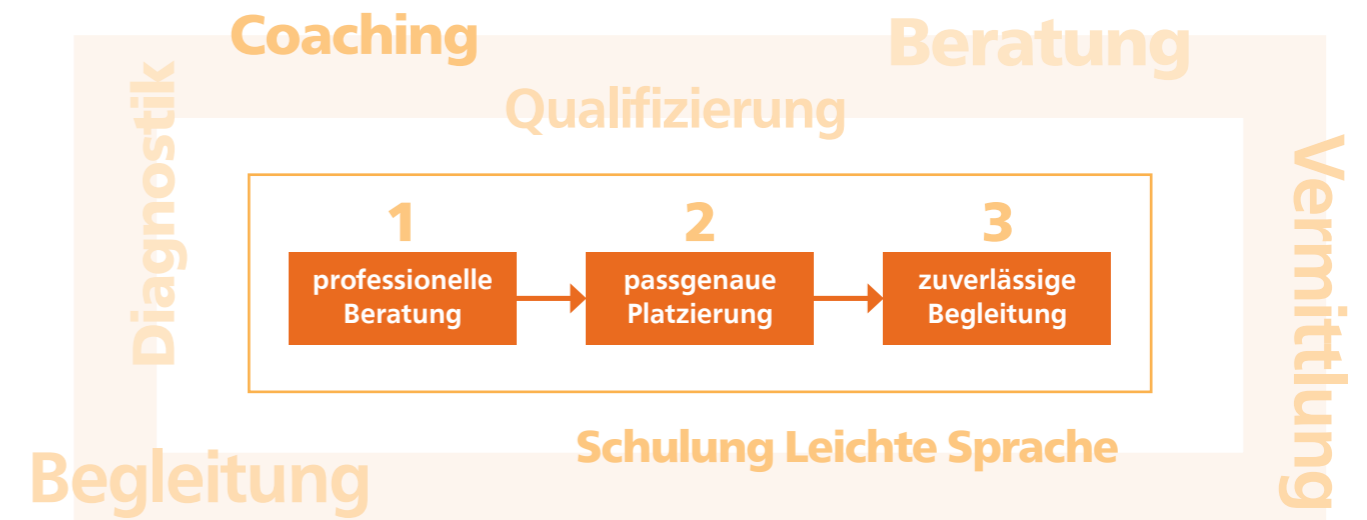 Coaching
Beratung
Diagnostik
Qualifizierung
Vermittlung
1
professionelle
Beratung
2
passgenaue
Platzierung
3
zuverlässige
Begleitung
Schulung Leichte Sprache
Begleitung